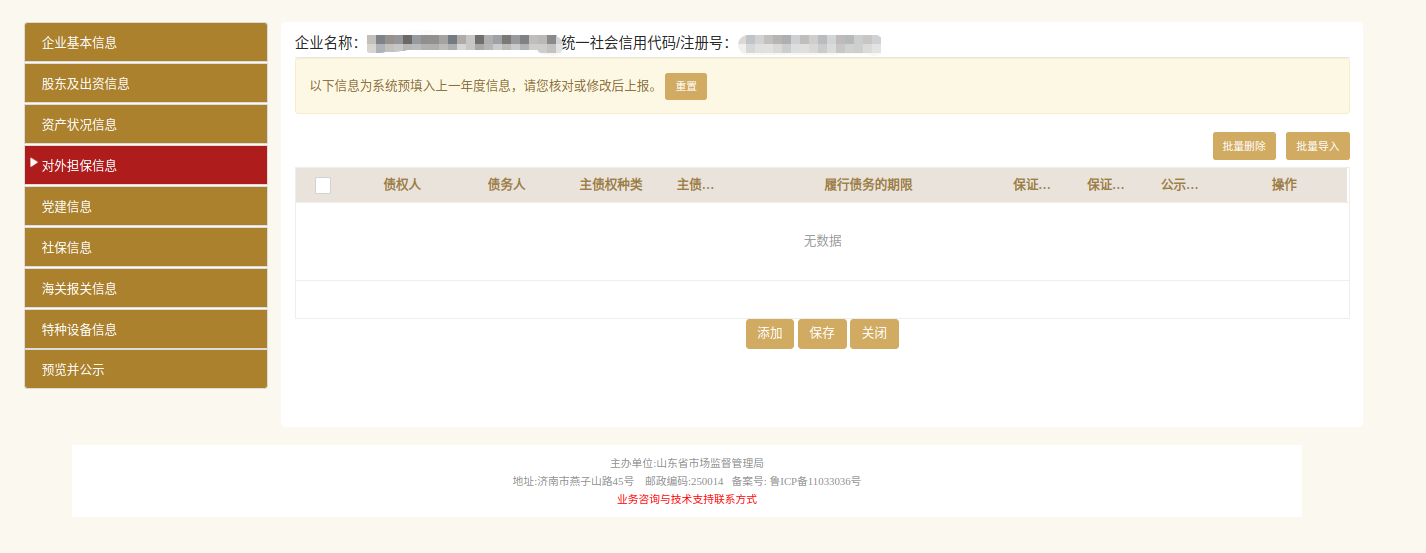 企业基本信息
股东及出资信息
资产状况信息
对外担保信息
党建信息
社保信息
海关报关信息
特种设备信息
预览并公示
企业名称： 统一社会信用代码/注册号：
以下信息为系统预填入上一年度信息，请您核对或修改后上报。 重置
批量删除 批量导入
债权人 债务人 主债权种类 主债... 履行债务的期限 保证... 保证... 公示... 操作
无数据
添加 保存 关闭
主办单位:山东省市场监督管理局
地址:济南市燕子山路45号 邮政编码:250014 备案号: 鲁ICP备11033036号
业务咨询与技术支持联系方式